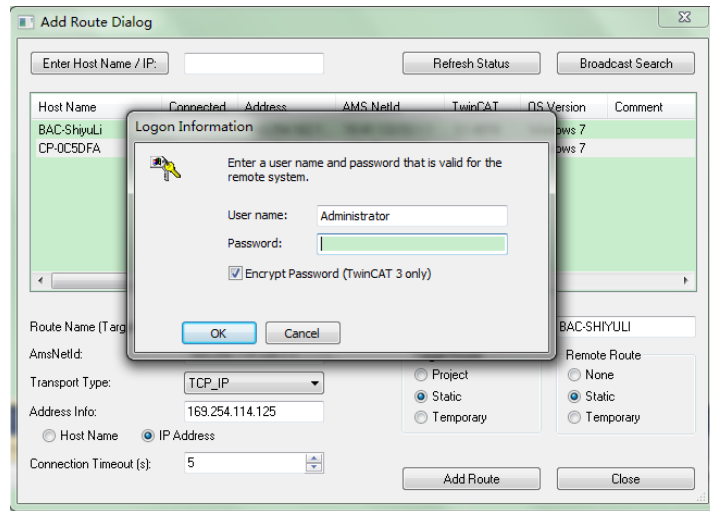 Add Route Dialog
Enter Host Name / IP:
Refresh Status
Broadcast Search
Host Name Connected Address AMS NetId TwinCAT OS Version Comment
BAC-ShiyuLi
CP-0C5DFA
Logon Information
Enter a user name and password that is valid for the
remote system.
User name: Administrator
Password:
Encrypt Password (TwinCAT 3 only)
OK Cancel
Route Name (Targ
BAC-SHIYULI
AmsNetId:
Remote Route
Transport Type: TCP_IP
Project
None
Address Info: 169.254.114.125
Static
Static
Host Name IP Address
Temporary
Temporary
Connection Timeout (s): 5
Add Route
Close